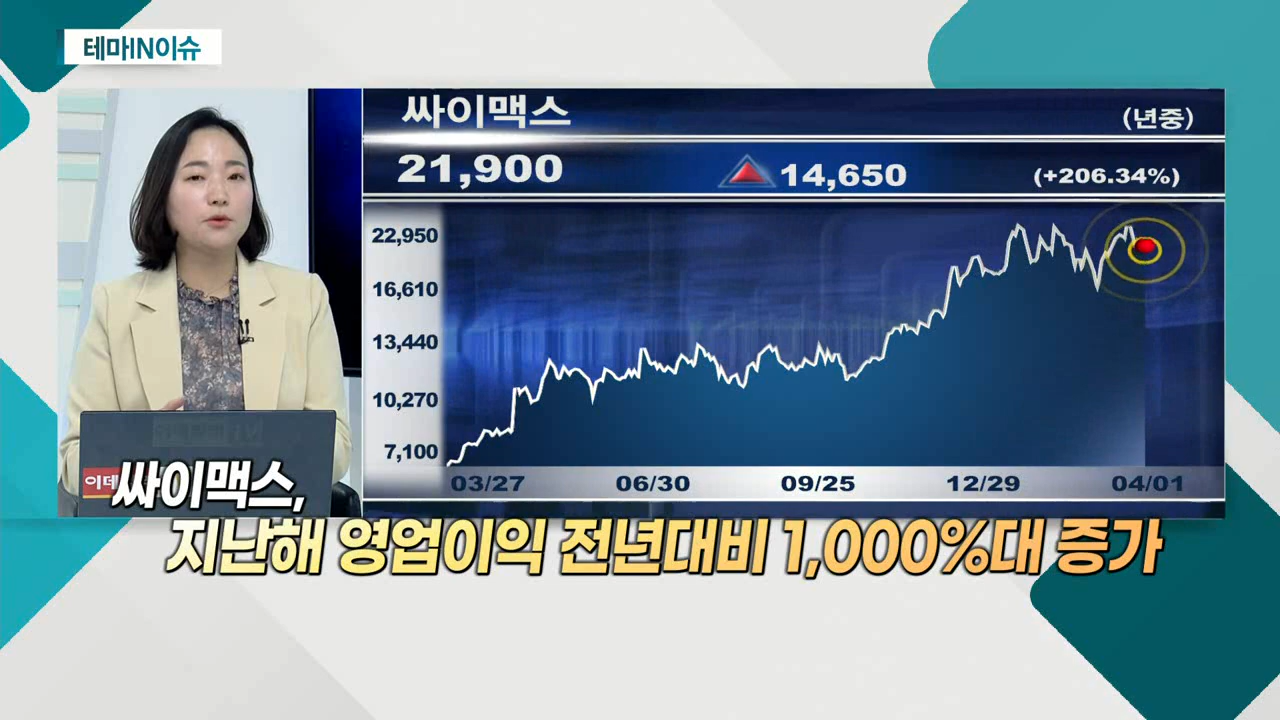 테마IN이슈
싸이맥스
(년중)
21,900
14,650
(+206.34%)
22,950
16,610
13,440
10,270
7,100
03/27
06/30
09/25
12/29
04/01
이데
싸이맥스,
지난해 영업이익 전년대비 1,000%대 증가